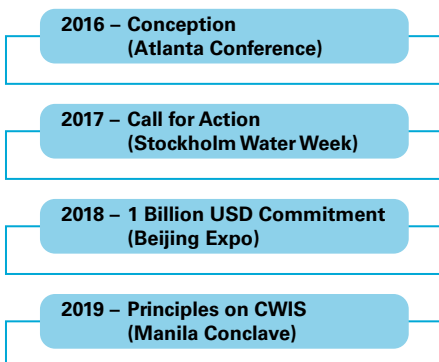 2016 – Conception
(Atlanta Conference)
2017 – Call for Action
(Stockholm Water Week)
2018 – 1 Billion USD Commitment
(Beijing Expo)
2019 – Principles on CWIS
(Manila Conclave)